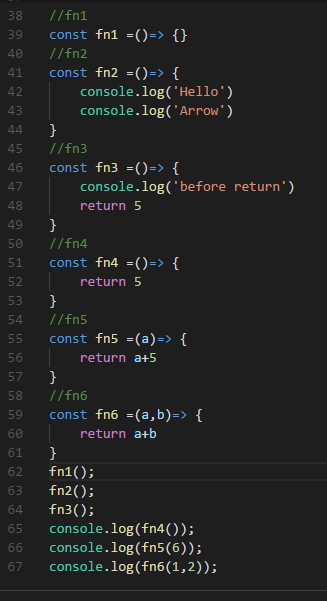 38 //fn1
39 const fn1 =()=> {}
40 //fn2
41 const fn2 =()=> {
42     console.log('Hello')
43     console.log('Arrow')
44 }
45 //fn3
46 const fn3 =()=> {
47     console.log('before return')
48     return 5
49 }
50 //fn4
51 const fn4 =()=> {
52     return 5
53 }
54 //fn5
55 const fn5 =(a)=> {
56     return a+5
57 }
58 //fn6
59 const fn6 =(a,b)=> {
60     return a+b
61 }
62 fn1();
63 fn2();
64 fn3();
65 console.log(fn4());
66 console.log(fn5(6));
67 console.log(fn6(1,2));